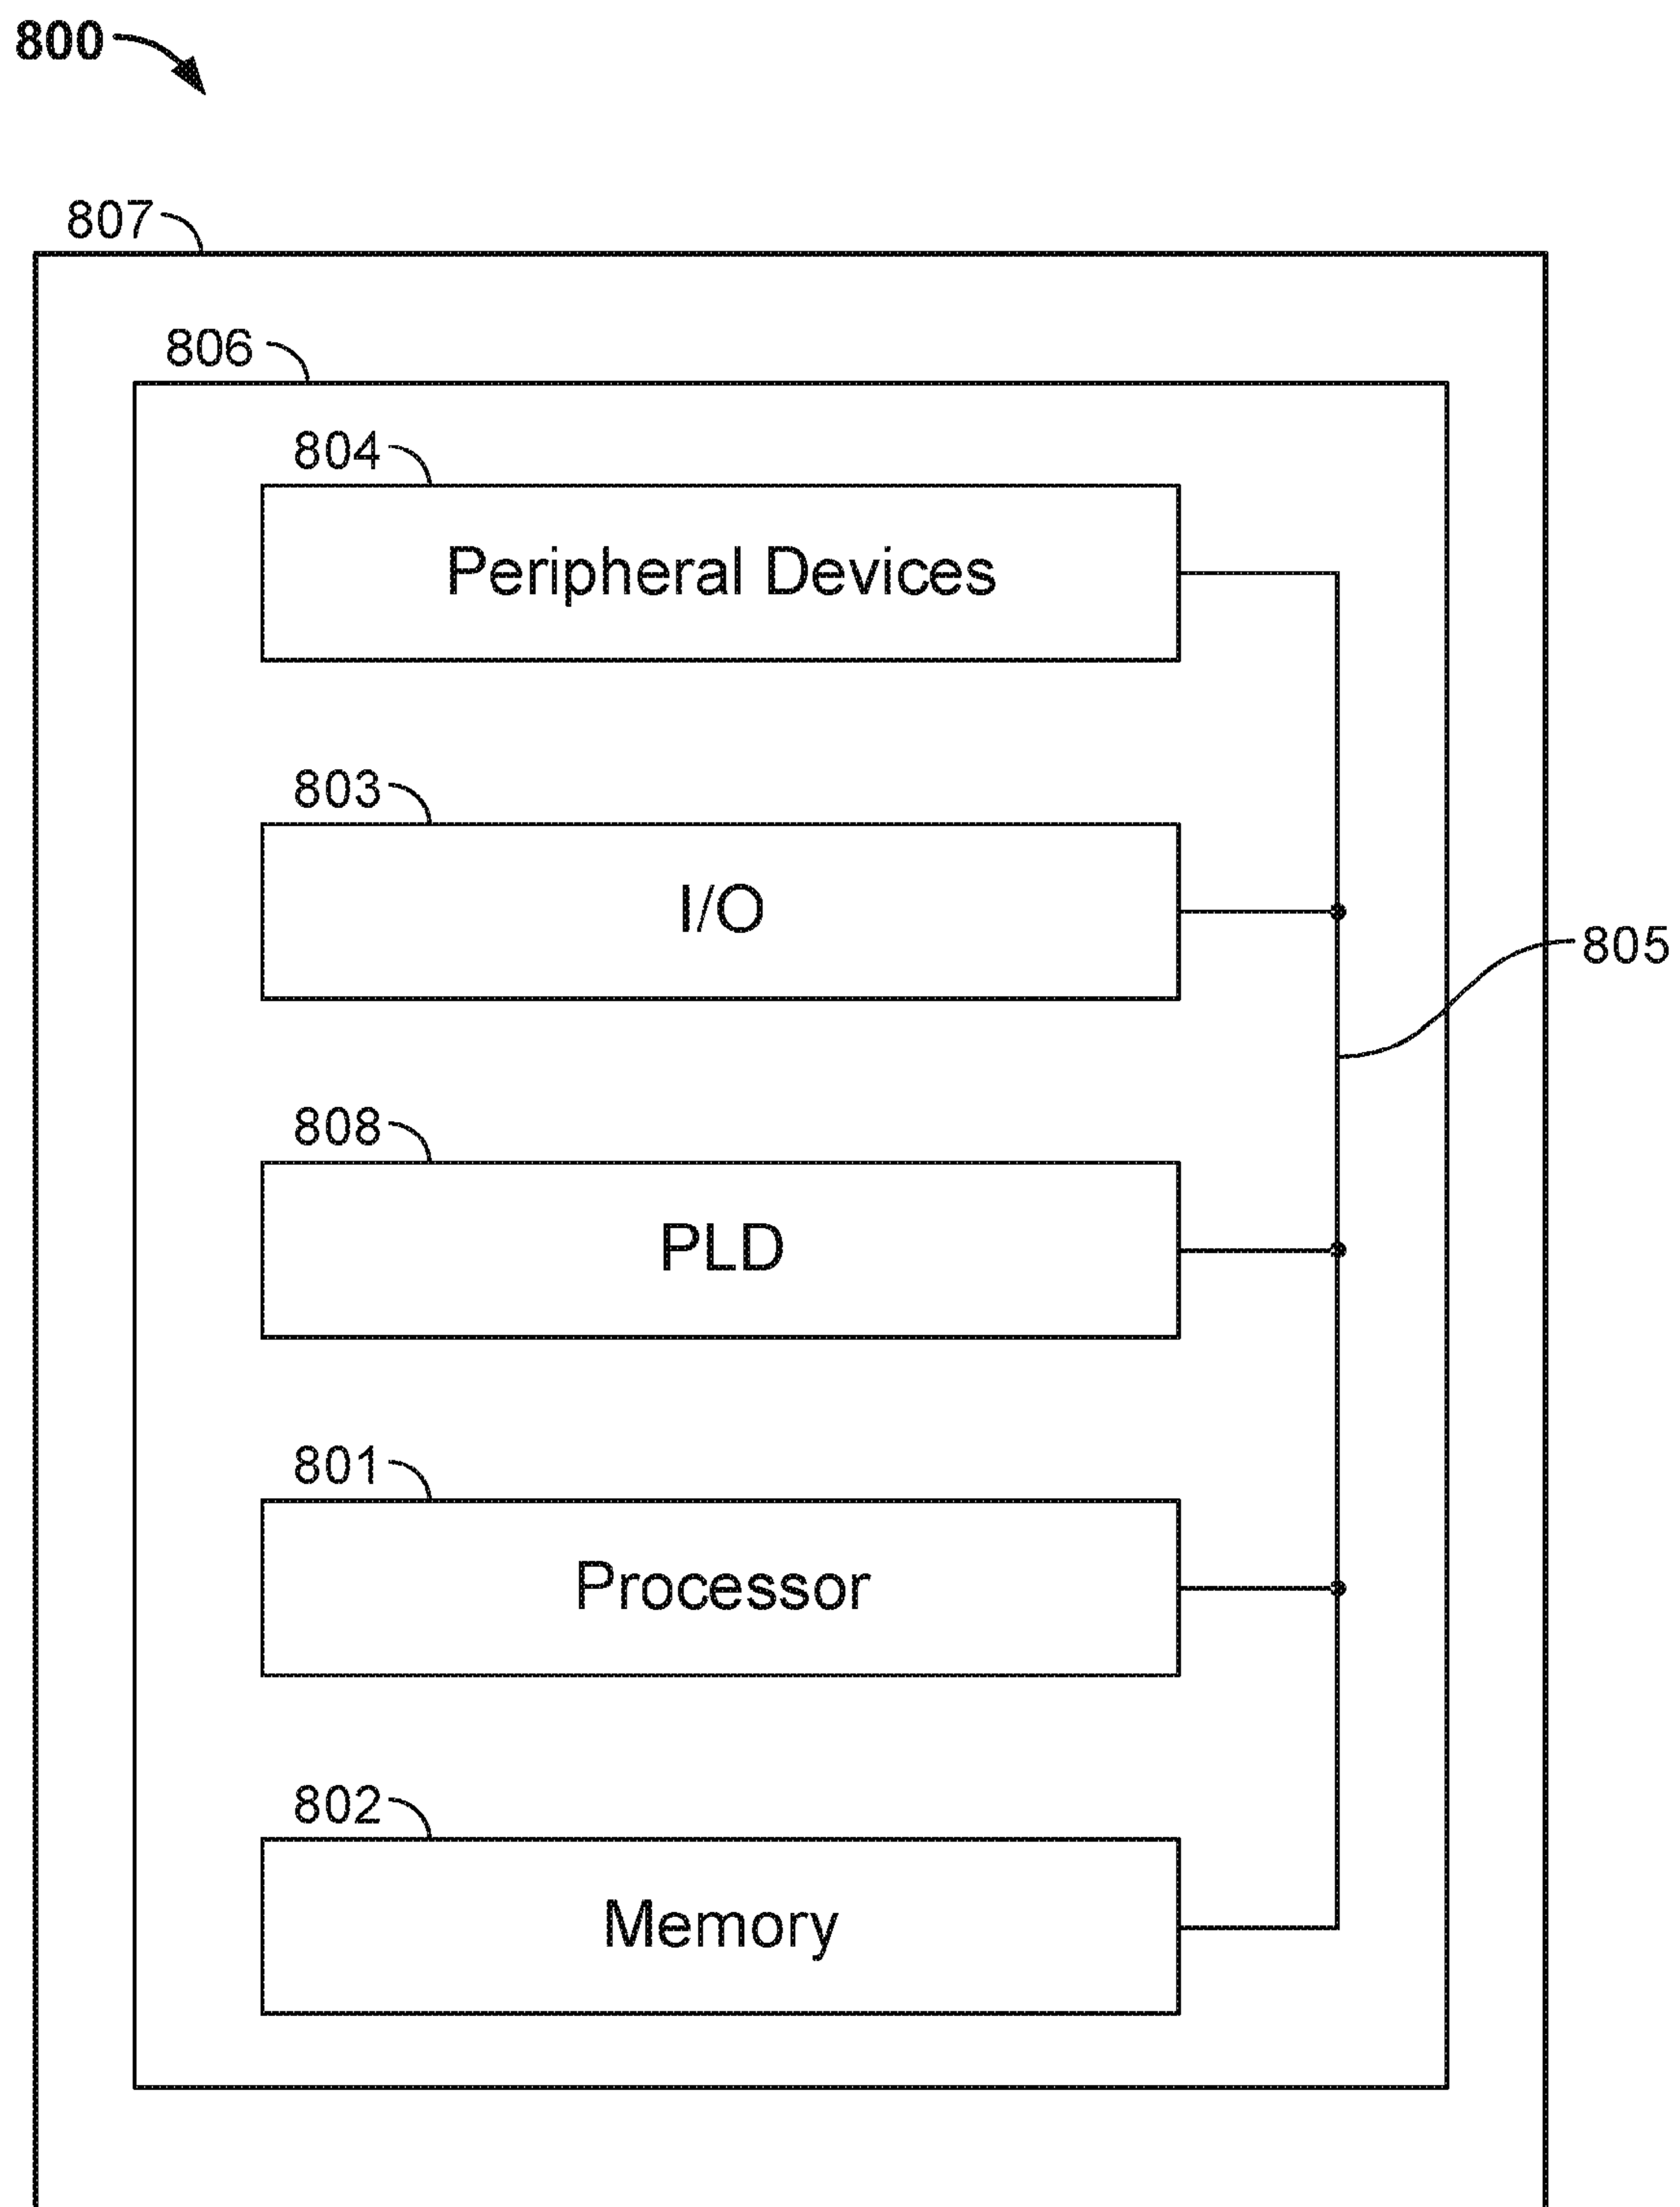 800
807
806
804
Peripheral Devices
803
I/O
805
808
PLD
801
Processor
802
Memory